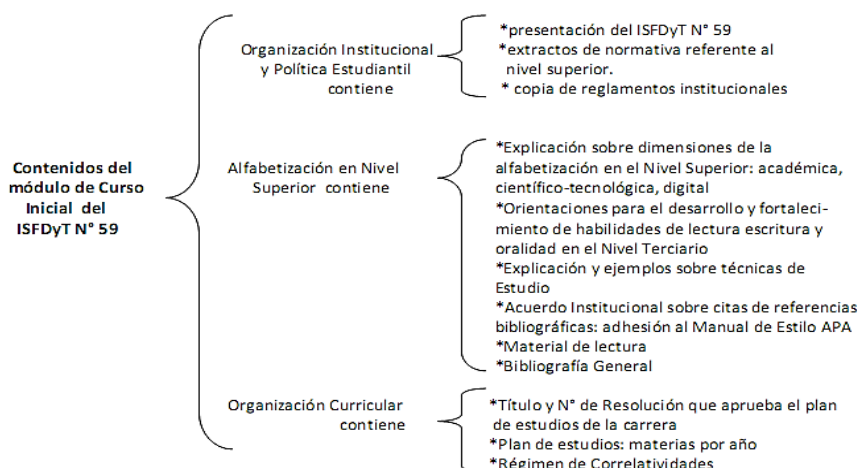 Contenidos del
módulo de Curso
Inicial del
ISFDyT N° 59
Organización Institucional
y Política Estudiantil
contiene
*presentación del ISFDyT N° 59
*extractos de normativa referente al
nivel superior.
* copia de reglamentos institucionales
Alfabetización en Nivel
Superior contiene
*Explicación sobre dimensiones de la
alfabetización en el Nivel Superior: académica,
científico-tecnológica, digital
*Orientaciones para el desarrollo y fortaleci-
miento de habilidades de lectura escritura y
oralidad en el Nivel Terciario
*Explicación y ejemplos sobre técnicas de
Estudio
*Acuerdo Institucional sobre citas de referencias
bibliográficas: adhesión al Manual de Estilo APA
*Material de lectura
*Bibliografía General
Organización Curricular
contiene
*Título y N° de Resolución que aprueba el plan
de estudios de la carrera
*Plan de estudios: materias por año
*Régimen de Correlatividades